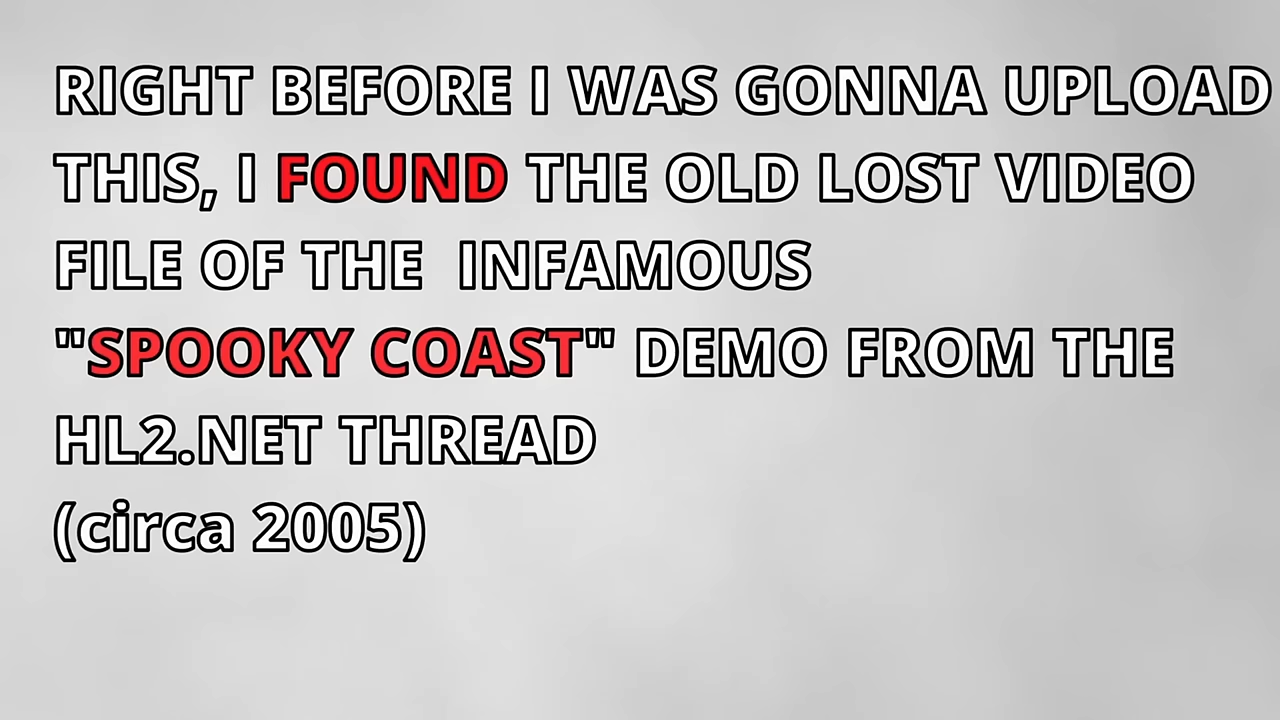 RIGHT BEFORE I WAS GONNA UPLOAD
THIS, I FOUND THE OLD LOST VIDEO
FILE OF THE  INFAMOUS
"SPOOKY COAST" DEMO FROM THE
HL2.NET THREAD
(circa 2005)